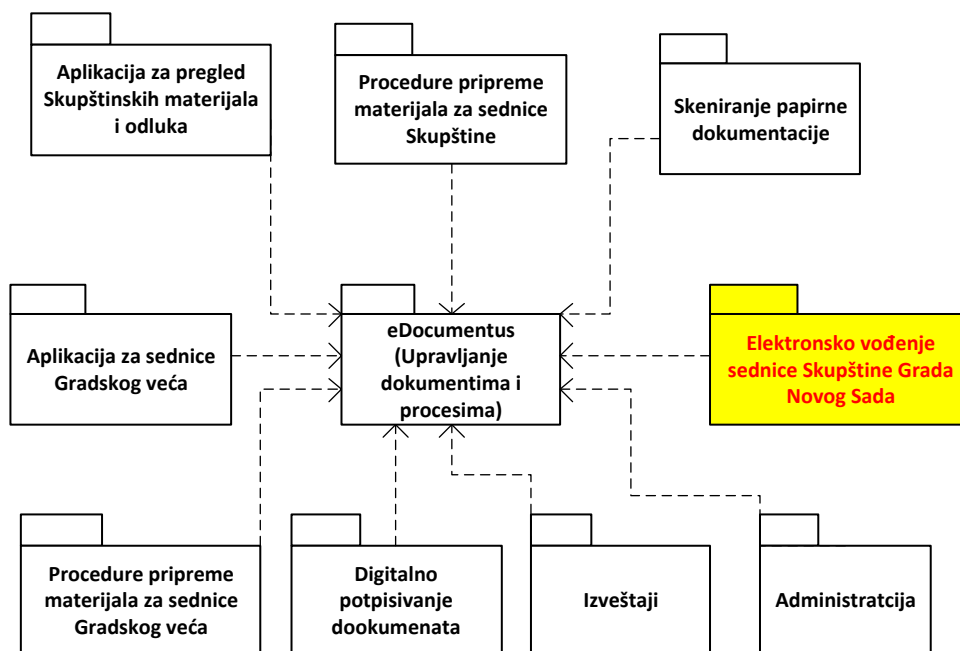 Aplikacija za pregled
Skupštinskih materijala
i odluka
Procedure pripreme
materijala za sednice
Skupštine
Skeniranje papirne
dokumentacije
Aplikacija za sednice
Gradskog veća
eDocumentus
(Upravljanje
dokumentima i
procesima)
Elektronsko vođenje
sednice Skupštine Grada
Novog Sada
Procedure pripreme
materijala za sednice
Gradskog veća
Digitalno
potpisivanje
dookumenata
Izveštaji
Administratcija